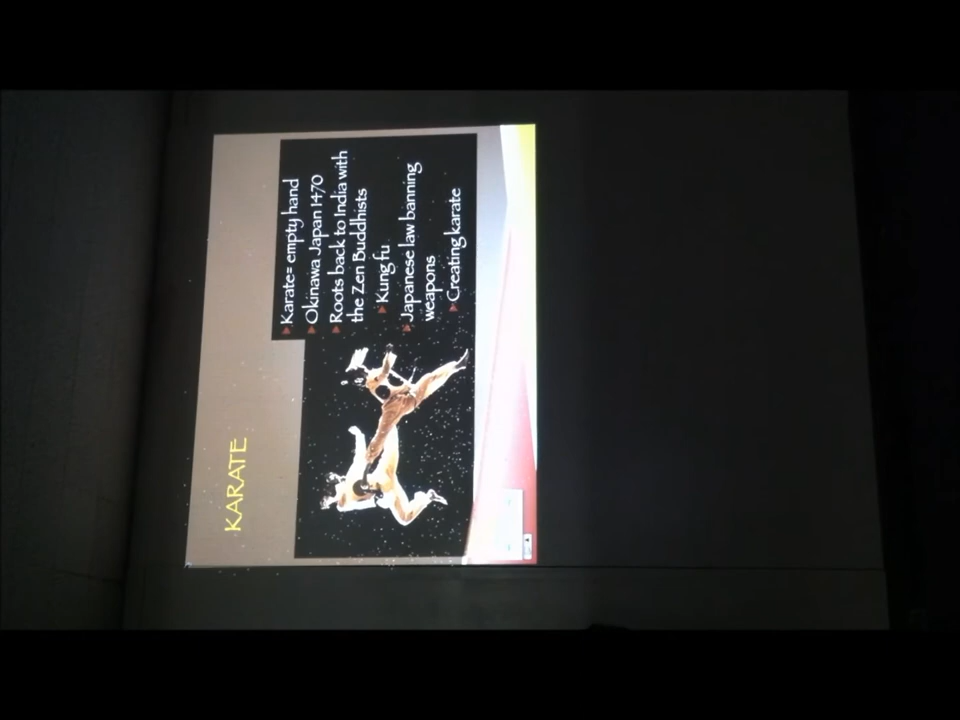 KARATE
Karate= empty hand
Okinawa Japan 1470
Roots back to India with
the Zen Buddhists
Kung fu
Japanese law banning
weapons
Creating karate